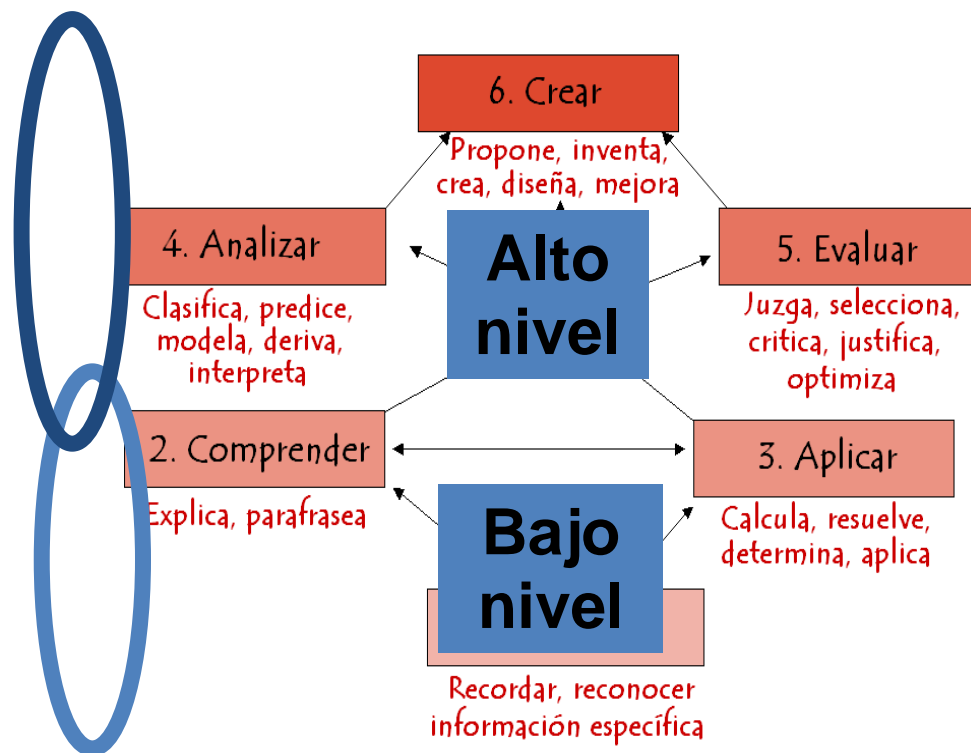 6. Crear
Propone, inventa,
crea, diseña, mejora
4. Analizar
Clasifica, predice,
modela, deriva,
interpreta
Alto
nivel
5. Evaluar
Juzga, selecciona,
critica, justifica,
optimiza
2. Comprender
Explica, parafrasea
3. Aplicar
Calcula, resuelve,
determina, aplica
Bajo
nivel
Recordar, reconocer
información específica